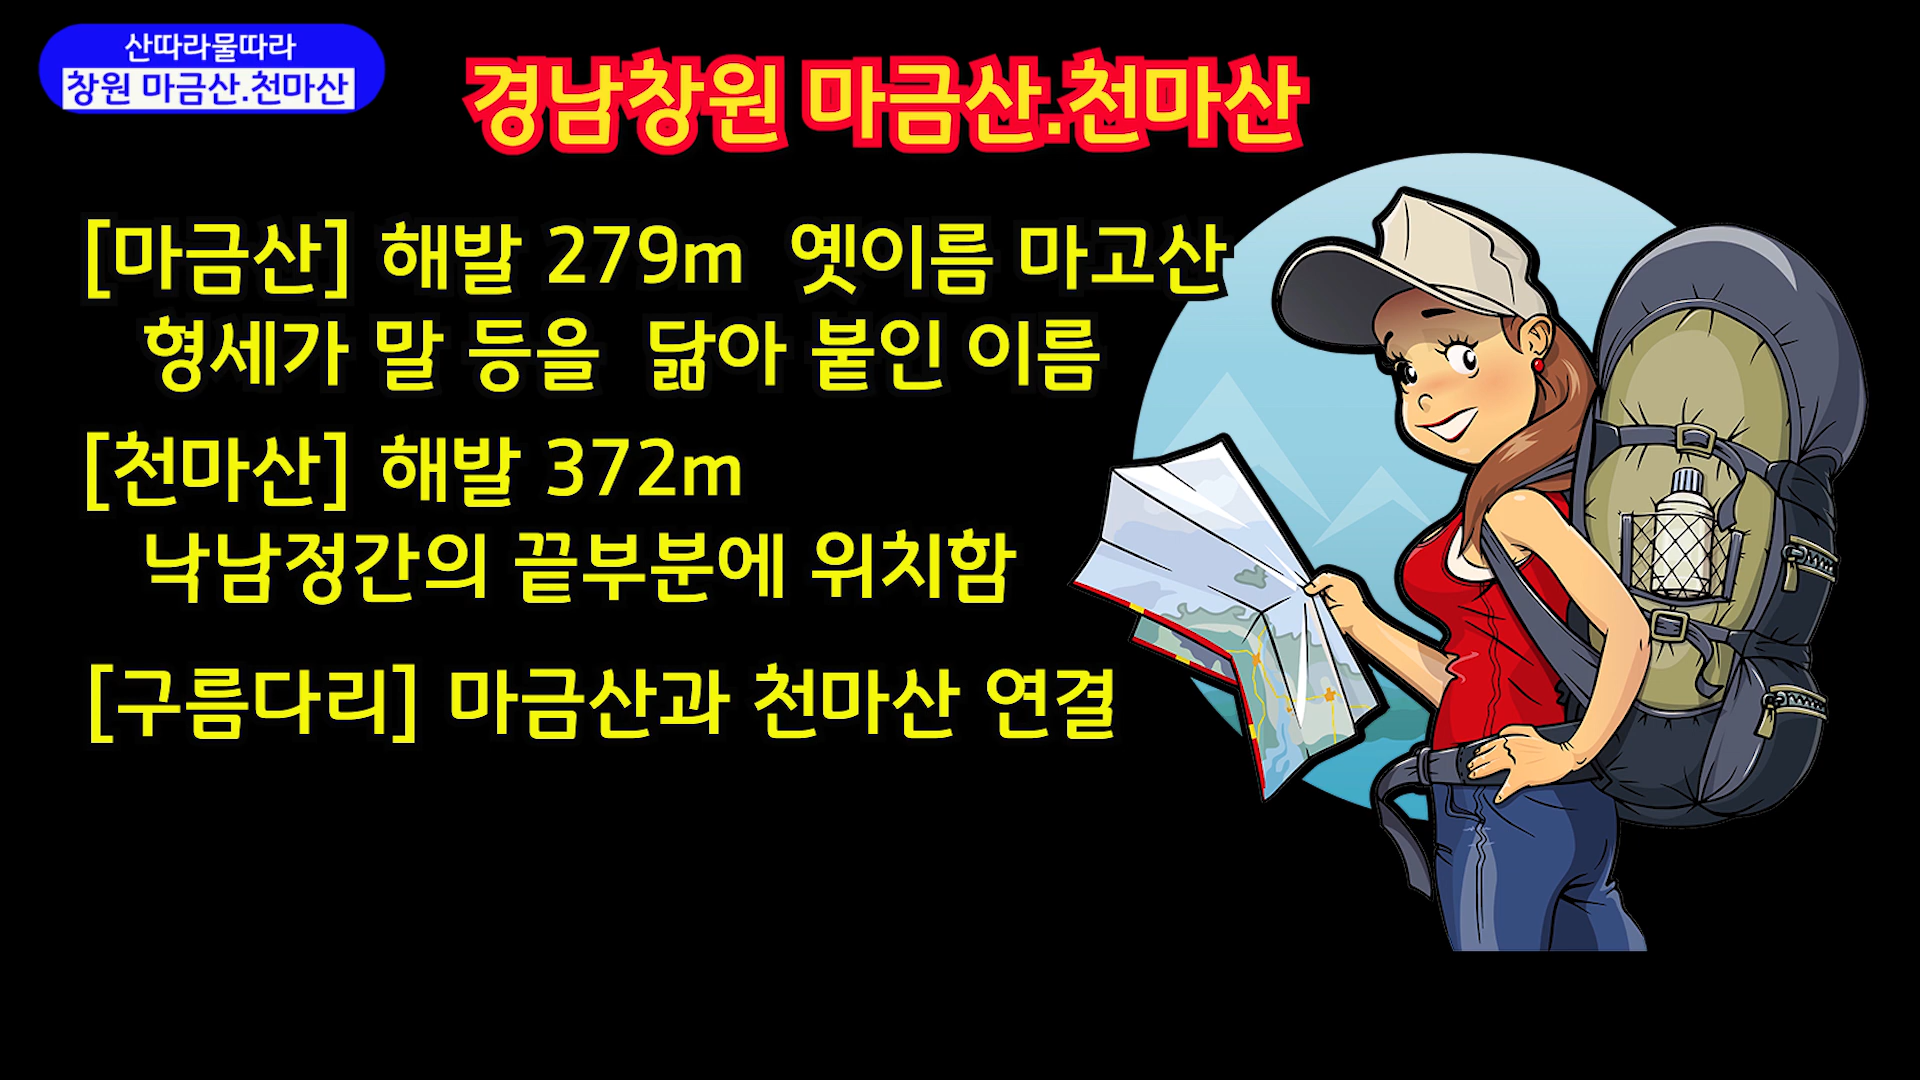 산따라물따라
창원 마금산.천마산
경남창원 마금산.천마산
[마금산] 해발 279m 옛이름 마고산
형세가 말 등을 닮아 붙인 이름
[천마산] 해발 372m
낙남정간의 끝부분에 위치함
[구름다리] 마금산과 천마산 연결